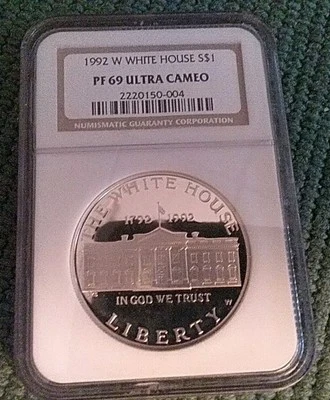 1992 W WHITE HOUSE S$1
PF 69 ULTRA CAMEO
2220150-004
NUMISMATIC GUARANTY CORPORATION
THE WHITE HOUSE
1792 1992
IN GOD WE TRUST
W
LIBERTY